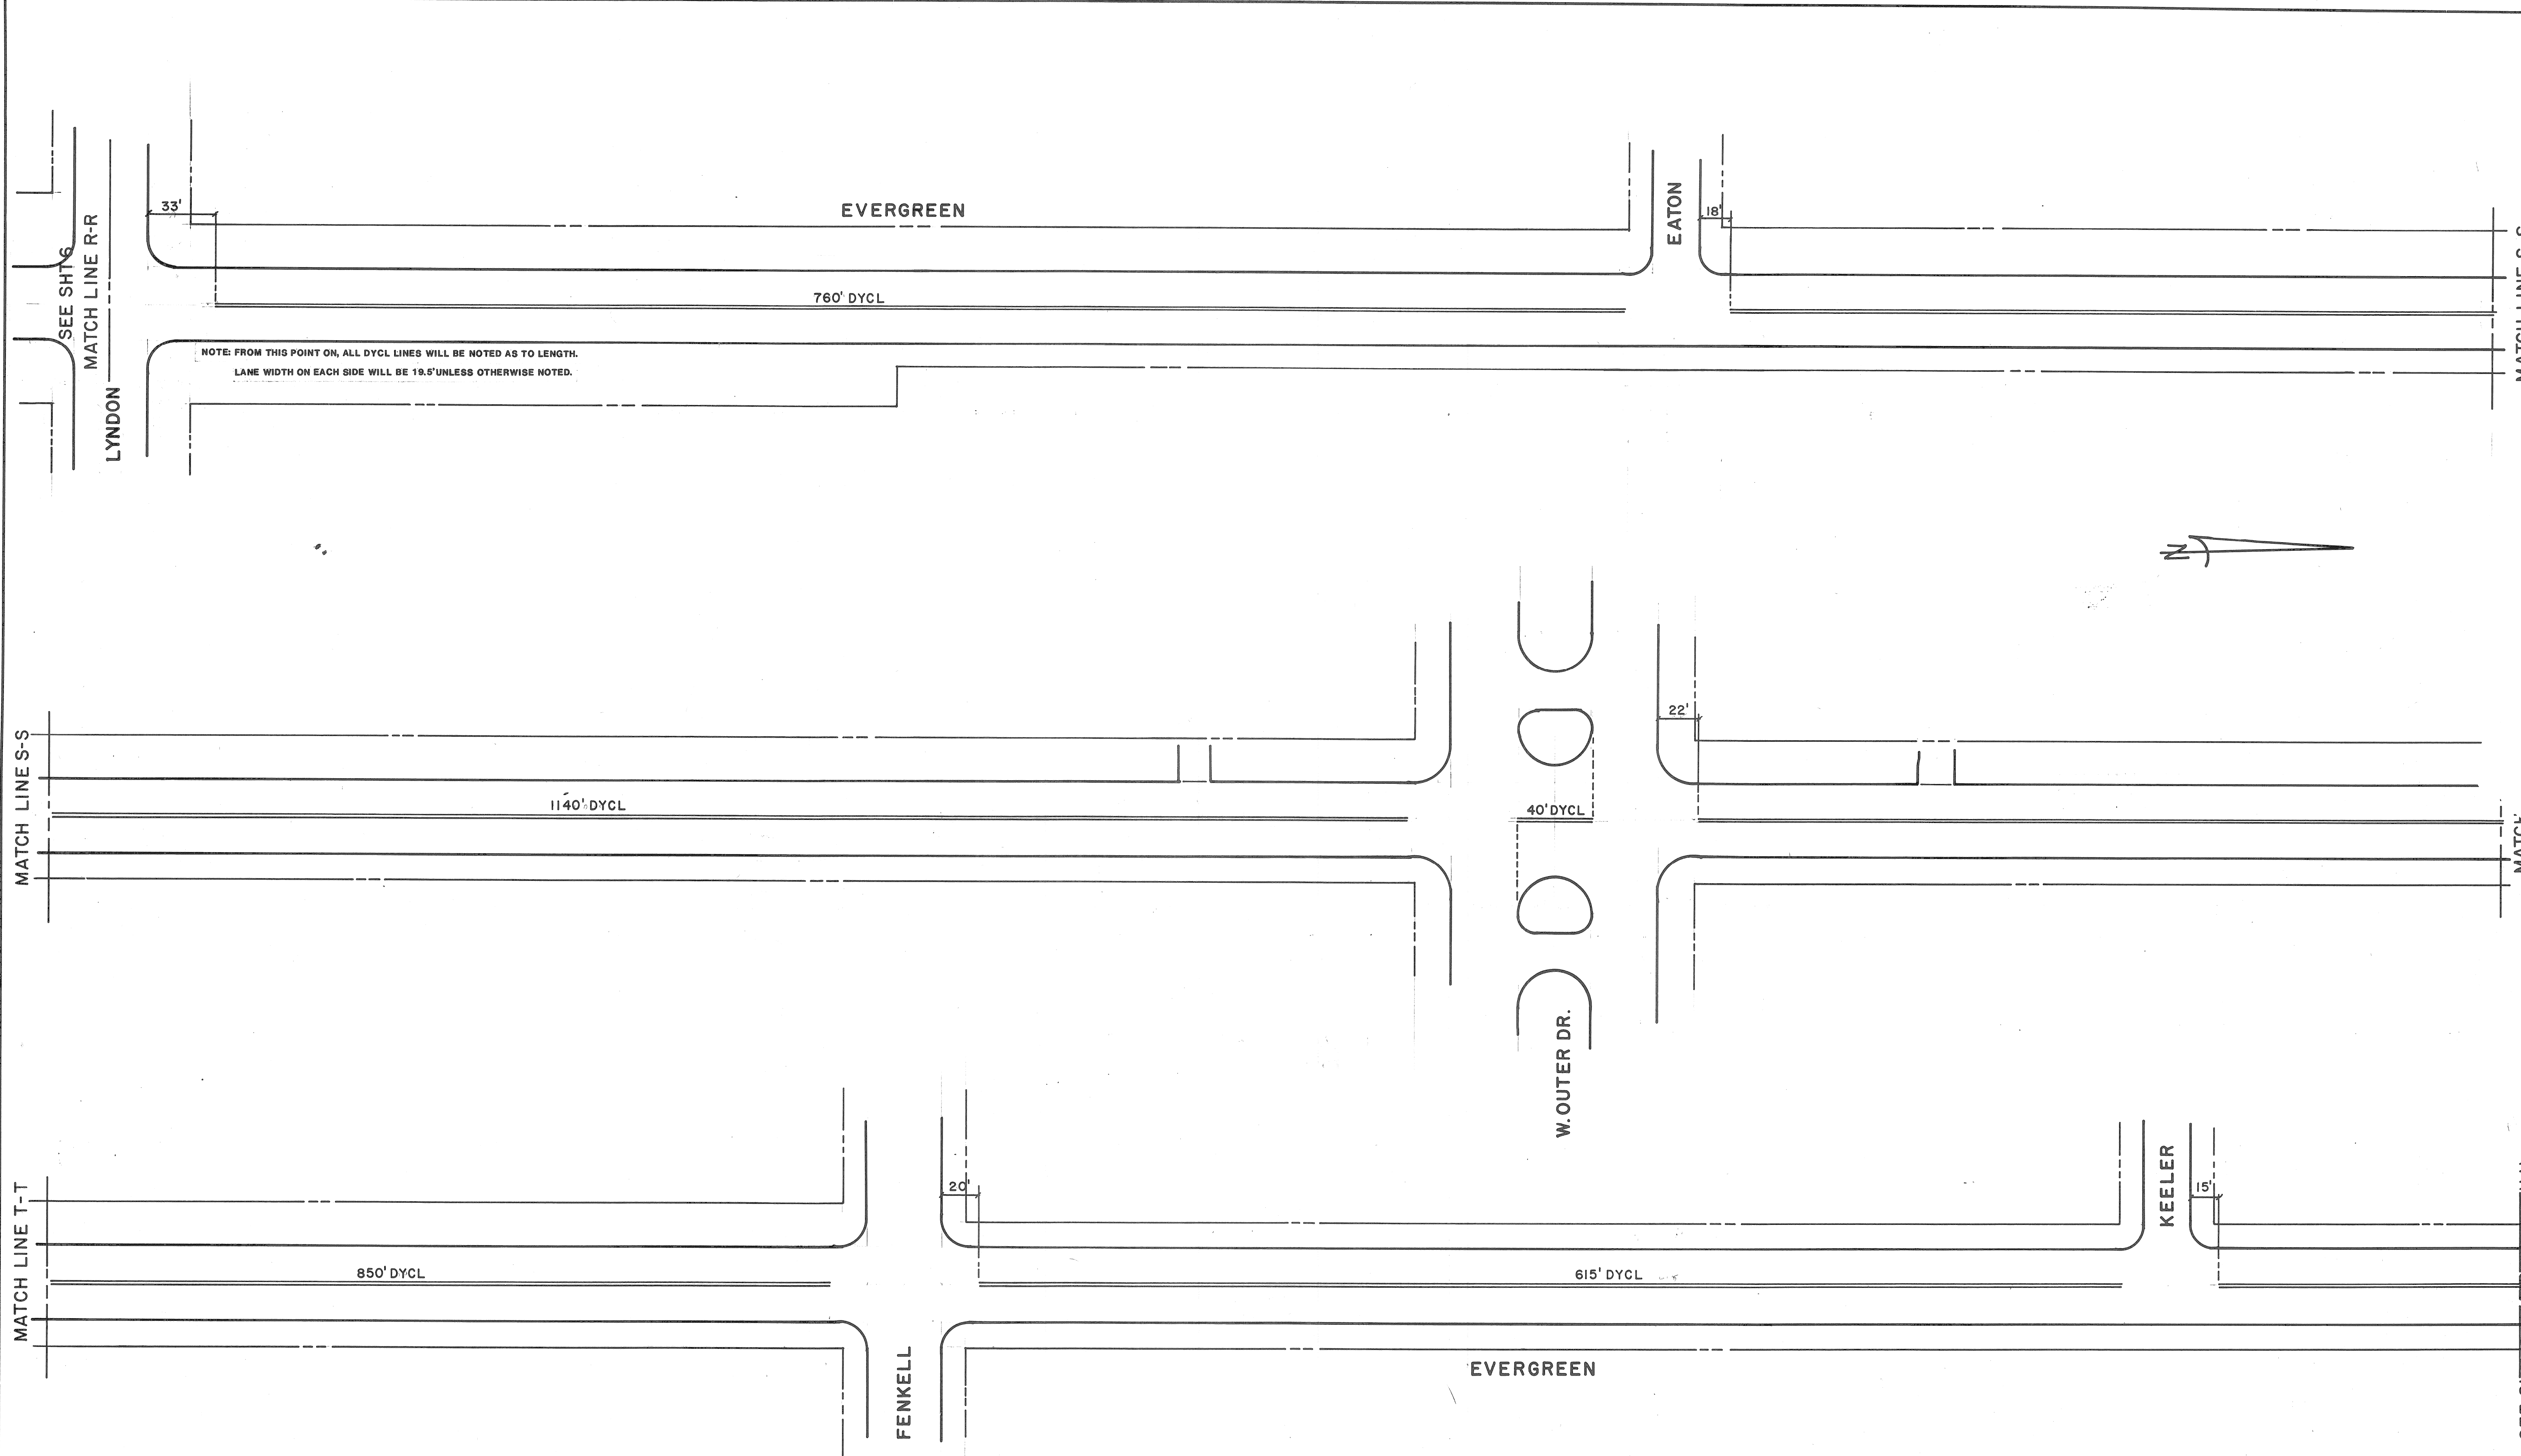 33'
EVERGREEN
EATON
18'
SEE SHT 6
MATCH LINE R-R
LYNDON
760' DYCL
NOTE: FROM THIS POINT ON, ALL DYCL LINES WILL BE NOTED AS TO LENGTH.
LANE WIDTH ON EACH SIDE WILL BE 19.5' UNLESS OTHERWISE NOTED.
MATCH LINE S-S
N
MATCH LINE S-S
1140' DYCL
40' DYCL
22'
MATCH
W. OUTER DR.
MATCH LINE T-T
850' DYCL
20'
FENKELL
615' DYCL
KEELER
15'
EVERGREEN